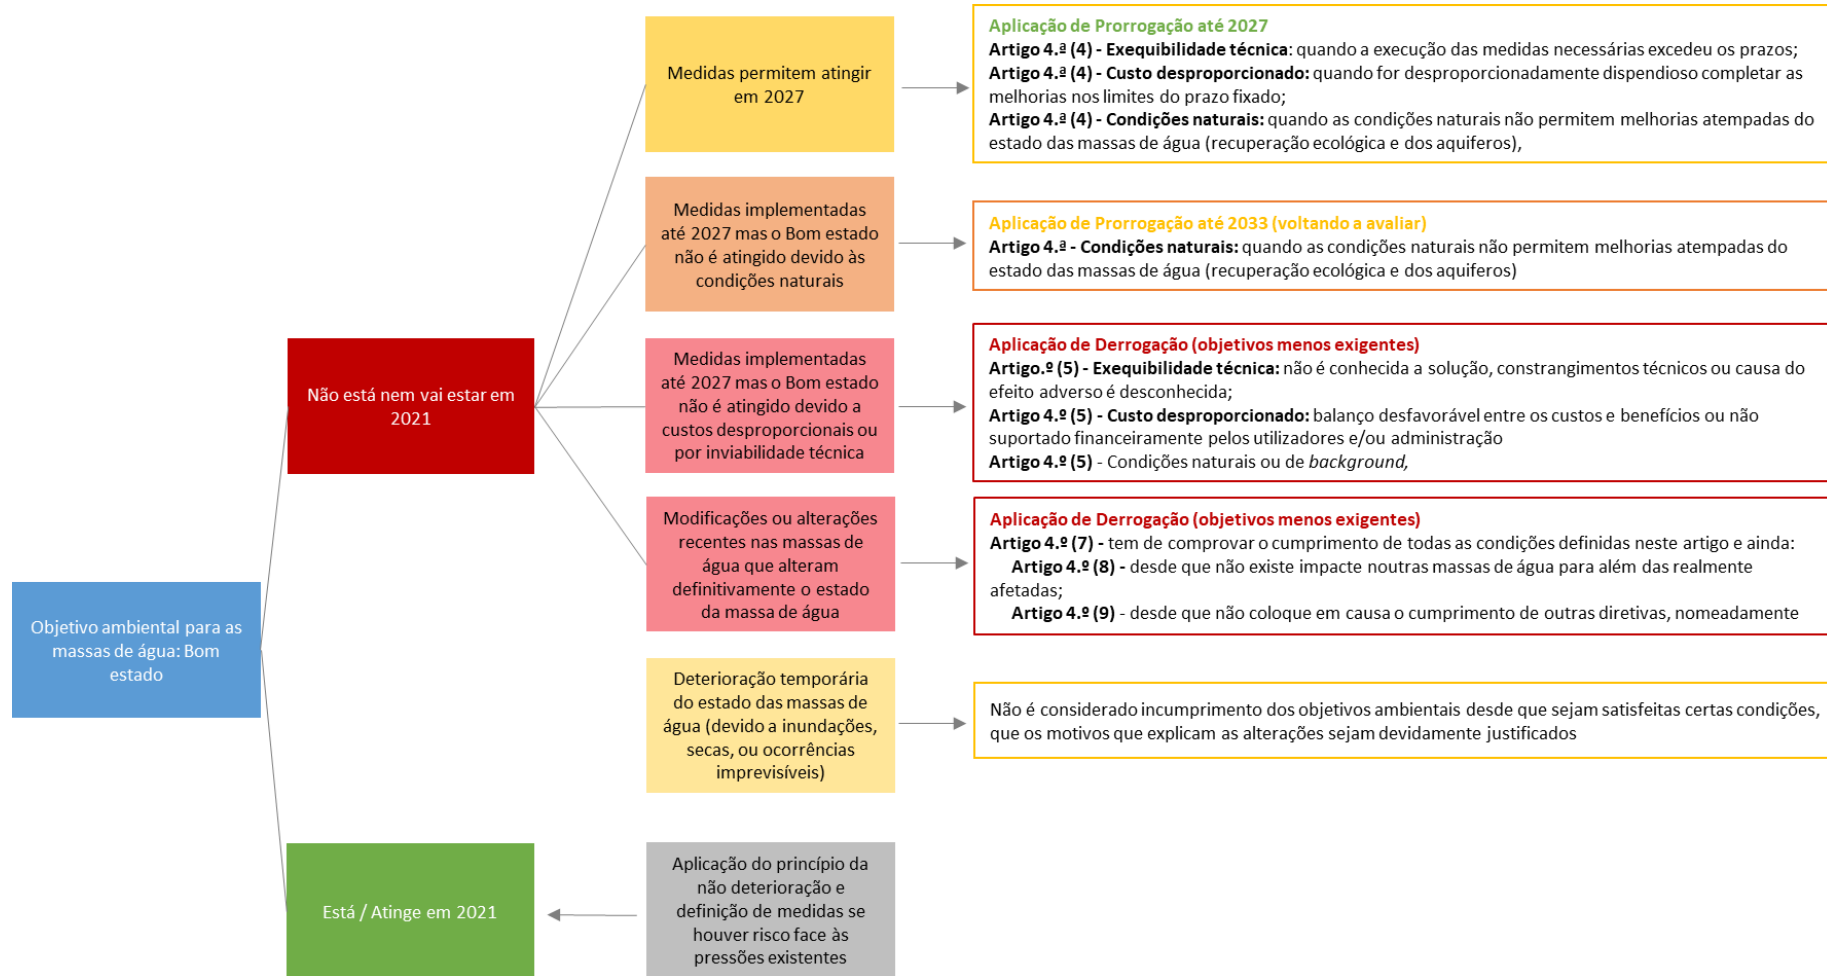 Objetivo ambiental para as
massas de água: Bom
estado
Não está nem vai estar em
2021
Medidas permitem atingir
em 2027
Aplicação de Prorrogação até 2027
Artigo 4.ª (4) - Exequibilidade técnica: quando a execução das medidas necessárias excedeu os prazos;
Artigo 4.ª (4) - Custo desproporcionado: quando for desproporcionadamente dispendioso completar as
melhorias nos limites do prazo fixado;
Artigo 4.ª (4) - Condições naturais: quando as condições naturais não permitem melhorias atempadas do
estado das massas de água (recuperação ecológica e dos aquiferos),
Medidas implementadas
até 2027 mas o Bom estado
não é atingido devido às
condições naturais
Aplicação de Prorrogação até 2033 (voltando a avaliar)
Artigo 4.ª - Condições naturais: quando as condições naturais não permitem melhorias atempadas do
estado das massas de água (recuperação ecológica e dos aquiferos)
Medidas implementadas
até 2027 mas o Bom estado
não é atingido devido a
custos desproporcionais ou
por inviabilidade técnica
Aplicação de Derrogação (objetivos menos exigentes)
Artigo.º (5) - Exequibilidade técnica: não é conhecida a solução, constrangimentos técnicos ou causa do
efeito adverso é desconhecida;
Artigo 4.º (5) - Custo desproporcionado: balanço desfavorável entre os custos e benefícios ou não
suportado financeiramente pelos utilizadores e/ou administração
Artigo 4.º (5) - Condições naturais ou de background,
Modificações ou alterações
recentes nas massas de
água que alteram
definitivamente o estado
da massa de água
Aplicação de Derrogação (objetivos menos exigentes)
Artigo 4.º (7) - tem de comprovar o cumprimento de todas as condições definidas neste artigo e ainda:
Artigo 4.º (8) - desde que não existe impacte noutras massas de água para além das realmente
afetadas;
Artigo 4.º (9) - desde que não coloque em causa o cumprimento de outras diretivas, nomeadamente
Deterioração temporária
do estado das massas de
água (devido a inundações,
secas, ou ocorrências
imprevisíveis)
Não é considerado incumprimento dos objetivos ambientais desde que sejam satisfeitas certas condições,
que os motivos que explicam as alterações sejam devidamente justificados
Está / Atinge em 2021
Aplicação do princípio da
não deterioração e
definição de medidas se
houver risco face às
pressões existentes